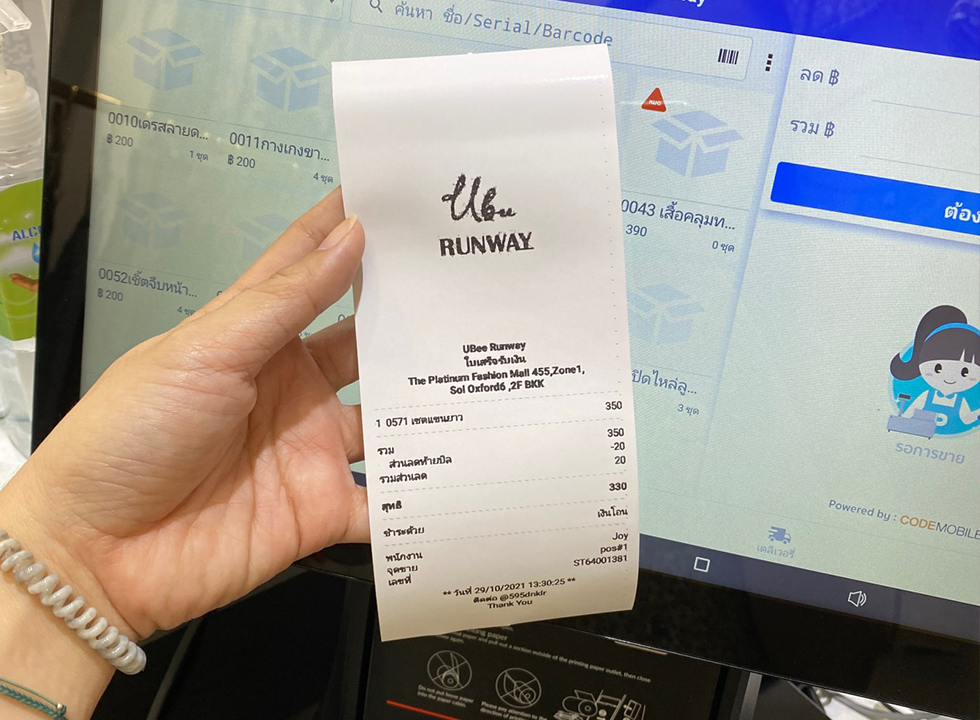 ค้นหา ชื่อ/Serial/Barcode
0010เดรสลายด...
฿ 200
1 ชุด
0011กางเกงขา...
฿ 200
4 ชุด
หมด
0043 เสื้อคลุมท...
390
0 ชุด
0052เชิ้ตจีบหน้า...
฿ 200
ปิดไหล่ลู...
3 ชุด
ลด ฿
รวม ฿
ต้อง
รอการขาย
Powered by : CODEMOBILE
เดลิเวอรี่
Ubee
RUNWAY
UBee Runway
ใบเสร็จรับเงิน
The Platinum Fashion Mall 455,Zone1,
Soi Oxford6 ,2F BKK
1 0571 เซตแขนยาว 350
รวม 350
ส่วนลดท้ายบิล -20
รวมส่วนลด 20
สุทธิ 330
ชำระด้วย เงินโอน
พนักงาน Joy
จุดขาย pos#1
เลขที่ ST64001381
** วันที่ 29/10/2021 13:30:25 **
ติดต่อ @595dnklr
Thank You